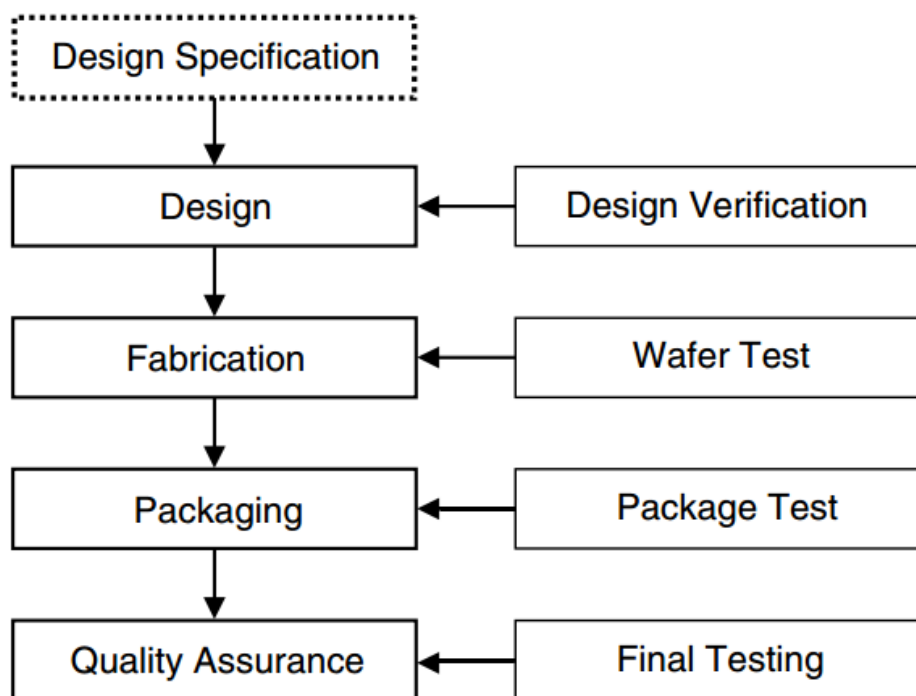 Design Specification
Design
Design Verification
Fabrication
Wafer Test
Packaging
Package Test
Quality Assurance
Final Testing